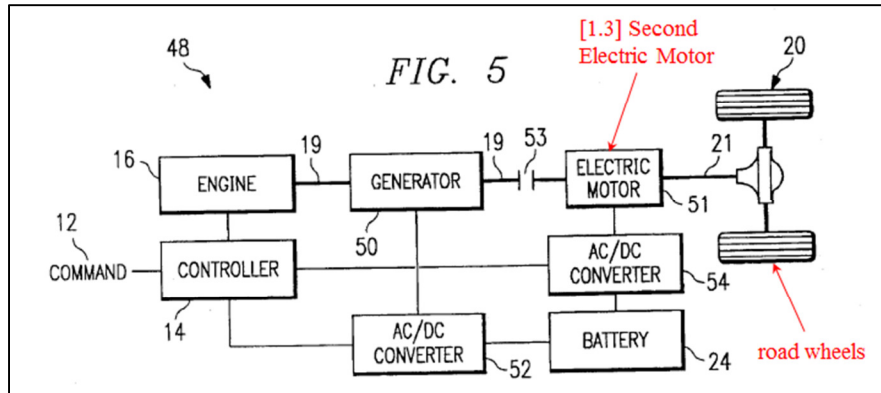 [1.3] Second
Electric Motor
48
FIG. 5
20
16
ENGINE
19
GENERATOR
50
19
53
ELECTRIC
MOTOR
51
21
12
COMMAND
CONTROLLER
14
AC/DC
CONVERTER
54
AC/DC
CONVERTER
52
BATTERY
24
road wheels